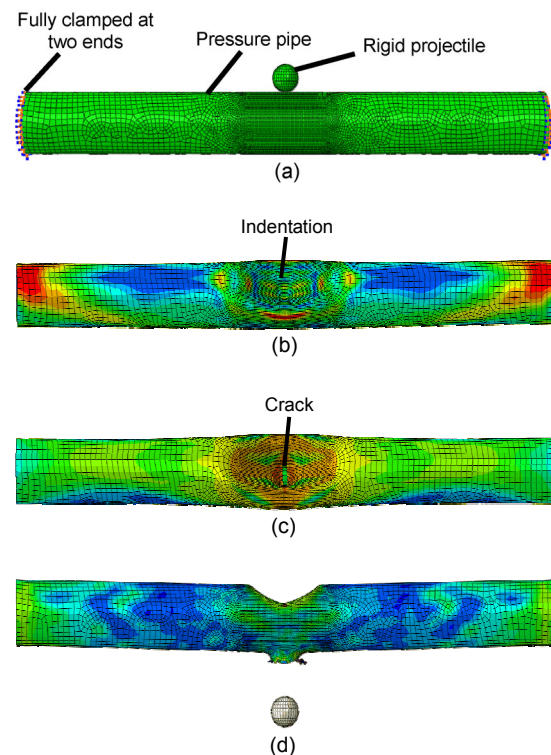 Fully clamped at
two ends
Pressure pipe
Rigid projectile
(a)
Indentation
(b)
Crack
(c)
(d)